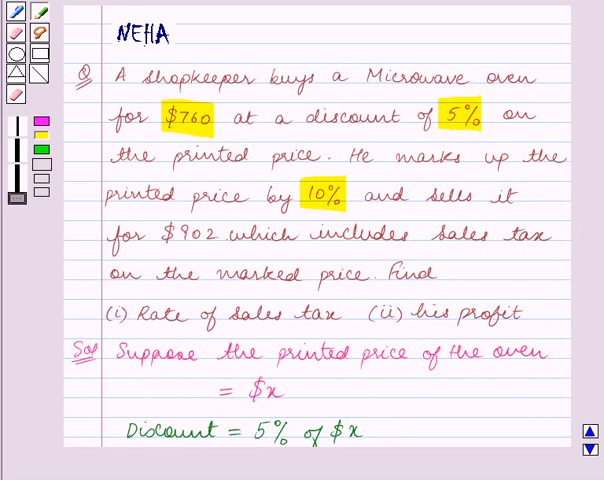 NEHA
Q A shopkeeper buys a Microwave oven
for $760 at a discount of 5% on
the printed price. He marks up the
printed price by 10% and sells it
for $902 which includes sales tax
on the marked price. Find
(i) Rate of sales tax (ii) his profit
Sol Suppose the printed price of the oven
= $x
Discount = 5% of $x